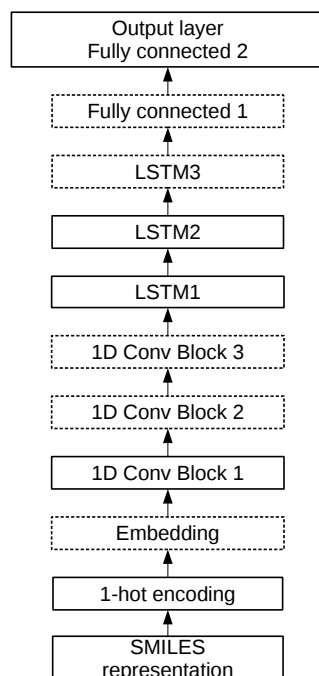 Output layer
Fully connected 2
Fully connected 1
LSTM3
LSTM2
LSTM1
1D Conv Block 3
1D Conv Block 2
1D Conv Block 1
Embedding
1-hot encoding
SMILES
representation